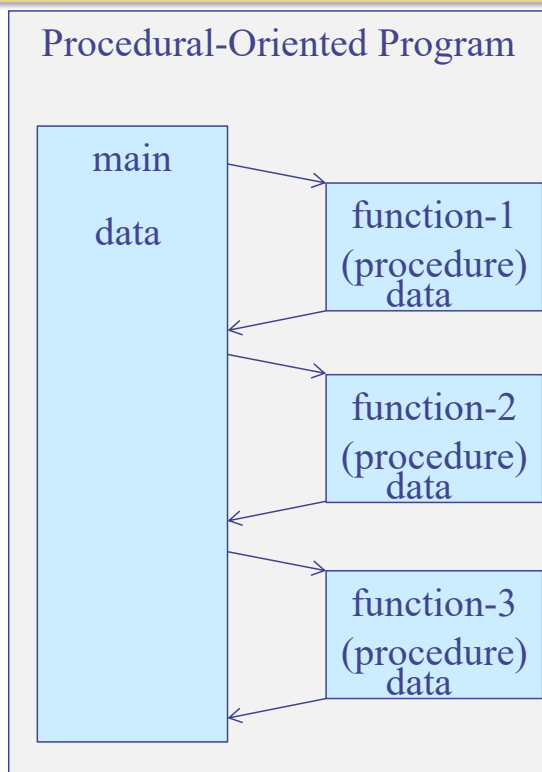 Procedural-Oriented Program
main
data
function-1
(procedure)
data
function-2
(procedure)
data
function-3
(procedure)
data